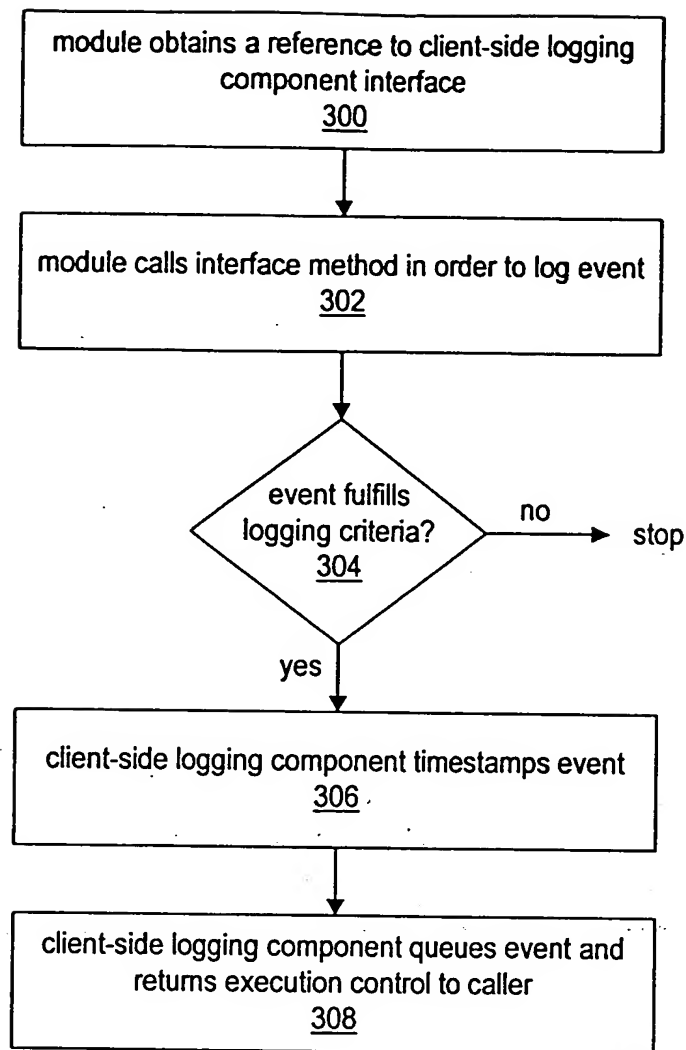 module obtains a reference to client-side logging
component interface
300
module calls interface method in order to log event
302
event fulfills
logging criteria?
304
no
stop
yes
client-side logging component timestamps event
306
client-side logging component queues event and
returns execution control to caller
308